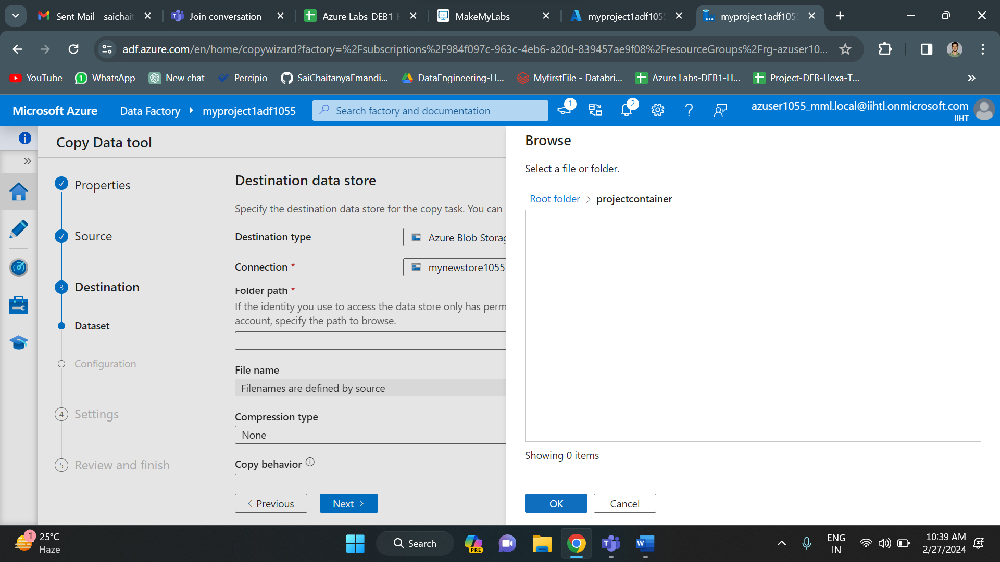 Sent Mail - saichait
Join conversation
Azure Labs-DEB1-H
MakeMyLabs
myproject1adf1055
myproject1adf1055
adf.azure.com/en/home/copywizard?factory=%2Fsubscriptions%2F984f097c-963c-4eb6-a20d-839457ae9f08%2FresourceGroups%2Frg-azuser10...
YouTube
WhatsApp
New chat
Percipio
SaiChaitanyaEmandi...
DataEngineering-H...
MyfirstFile - Databri...
Azure Labs-DEB1-H...
Project-DEB-Hexa-T...
Microsoft Azure
Data Factory
myproject1adf1055
Search factory and documentation
1
2
azuser1055_mml.local@iihtl.onmicrosoft.com
IIHT
Copy Data tool
Properties
Source
3 Destination
Dataset
Configuration
4 Settings
5 Review and finish
Destination data store
Specify the destination data store for the copy task. You can
Destination type
Azure Blob Storag
Connection *
mynewstore1055
Folder path *
If the identity you use to access the data store only has perm
account, specify the path to browse.
File name
Filenames are defined by source
Compression type
None
Copy behavior
Previous
Next
Browse
Select a file or folder.
Root folder > projectcontainer
Showing 0 items
OK
Cancel
1
25°C
Haze
Search
PRE
ENG
IN
10:39 AM
2/27/2024